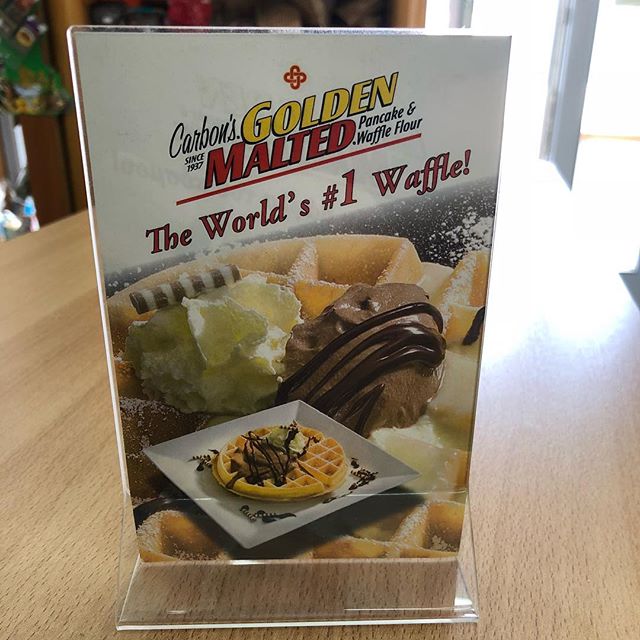 Carbon's. GOLDEN
SINCE 1937 MALTED. Pancake & Waffle Flour
The World's #1 Waffle!